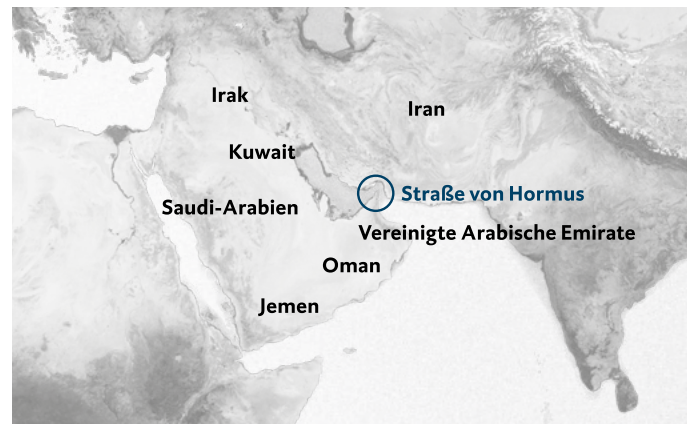 Irak
Iran
Kuwait
Straße von Hormus
Saudi-Arabien
Vereinigte Arabische Emirate
Oman
Jemen